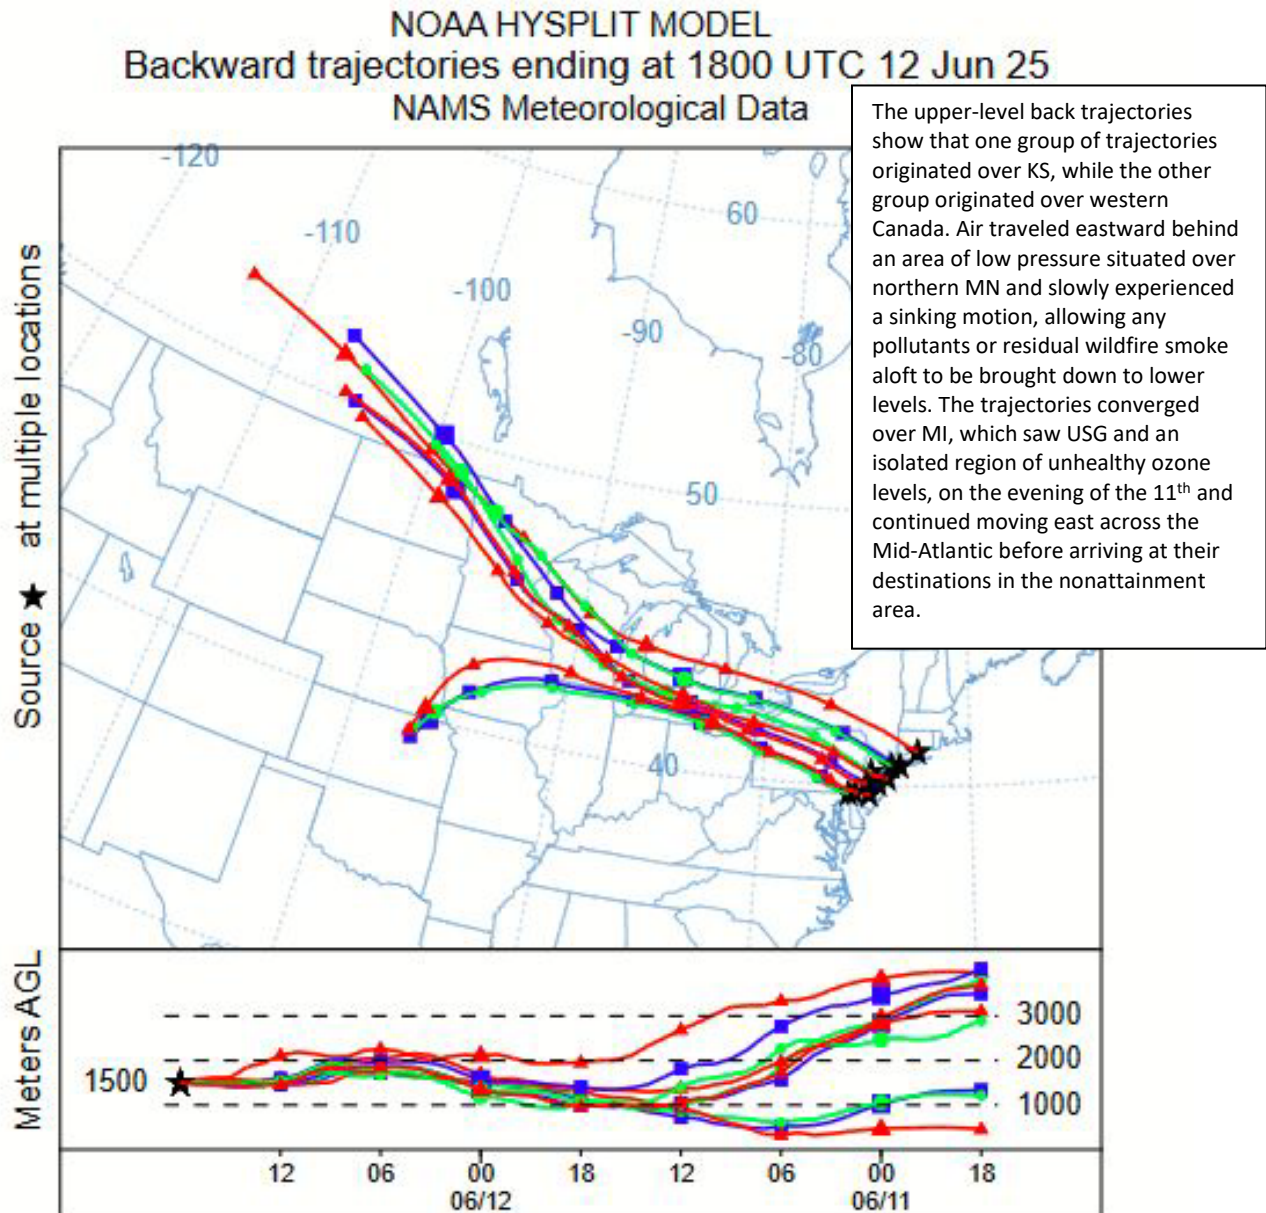 NOAA HYSPLIT MODEL
Backward trajectories ending at 1800 UTC 12 Jun 25
NAMS Meteorological Data
The upper-level back trajectories
show that one group of trajectories
originated over KS, while the other
group originated over western
Canada. Air traveled eastward behind
an area of low pressure situated over
northern MN and slowly experienced
a sinking motion, allowing any
pollutants or residual wildfire smoke
aloft to be brought down to lower
levels. The trajectories converged
over MI, which saw USG and an
isolated region of unhealthy ozone
levels, on the evening of the 11th and
continued moving east across the
Mid-Atlantic before arriving at their
destinations in the nonattainment
area.
Source ★ at multiple locations
-120
-110
-100
-90
-80
60
50
40
Meters AGL
1500
3000
2000
1000
12 06 00 18 12 06 00 18
06/12 06/11